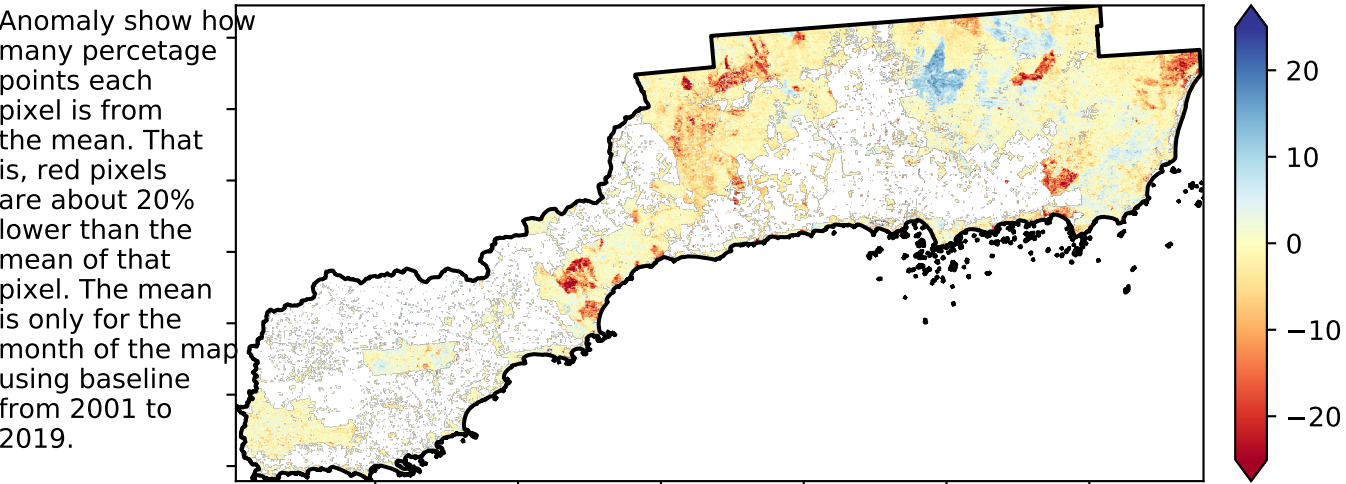 Anomaly show how
many percetage
points each
pixel is from
the mean. That
is, red pixels
are about 20%
lower than the
mean of that
pixel. The mean
is only for the
month of the map
using baseline
from 2001 to
2019.
20
10
0
−10
−20